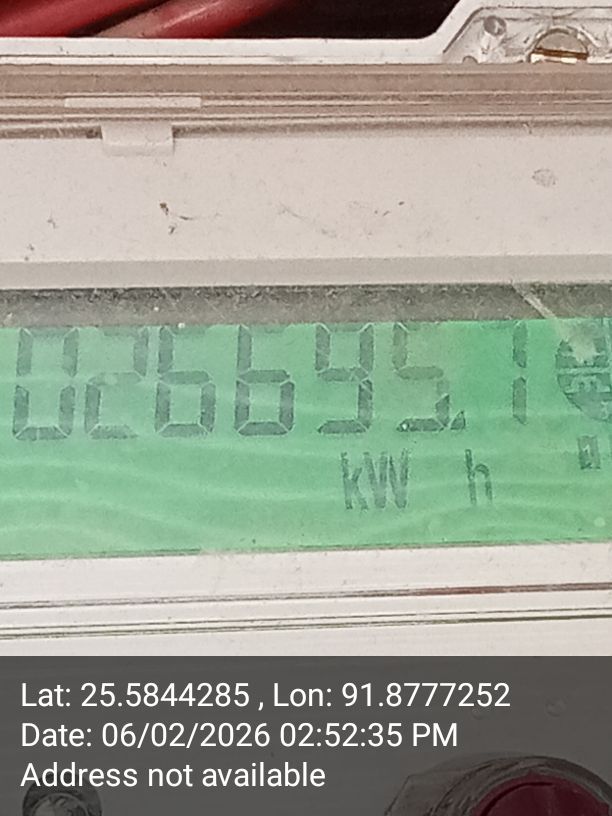 026695.1
kW h
Lat: 25.5844285 , Lon: 91.8777252
Date: 06/02/2026 02:52:35 PM
Address not available